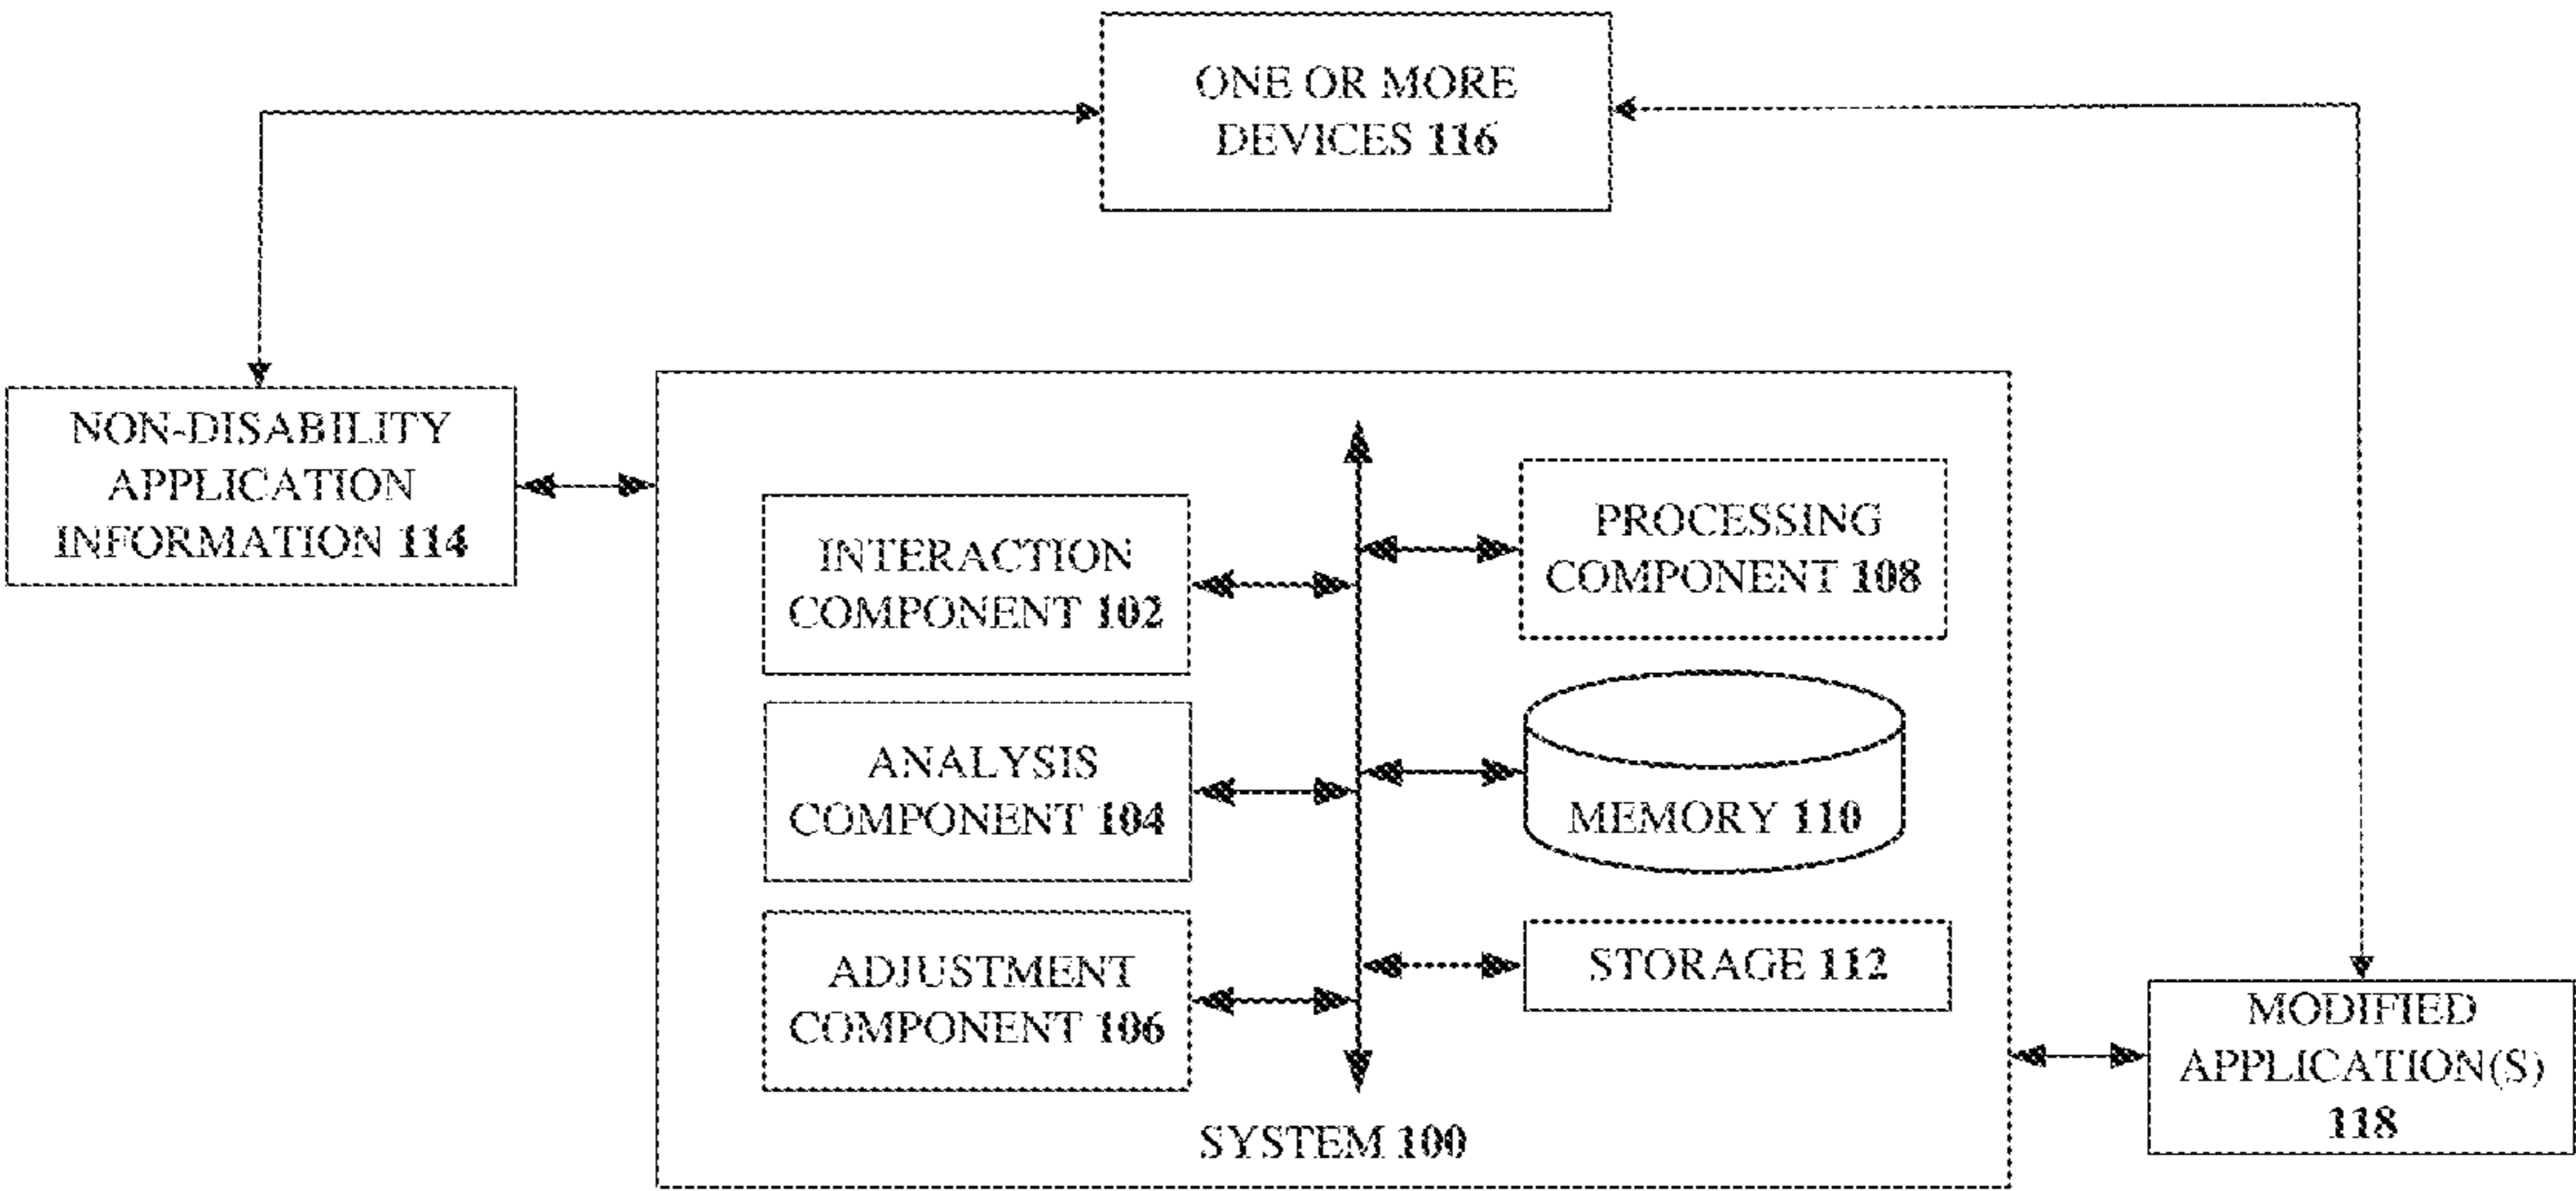 ONE OR MORE
DEVICES 116
NON-DISABILITY
APPLICATION
INFORMATION 114
INTERACTION
COMPONENT 102
PROCESSING
COMPONENT 108
ANALYSIS
COMPONENT 104
MEMORY 110
ADJUSTMENT
COMPONENT 106
STORAGE 112
SYSTEM 100
MODIFIED
APPLICATION(S)
118